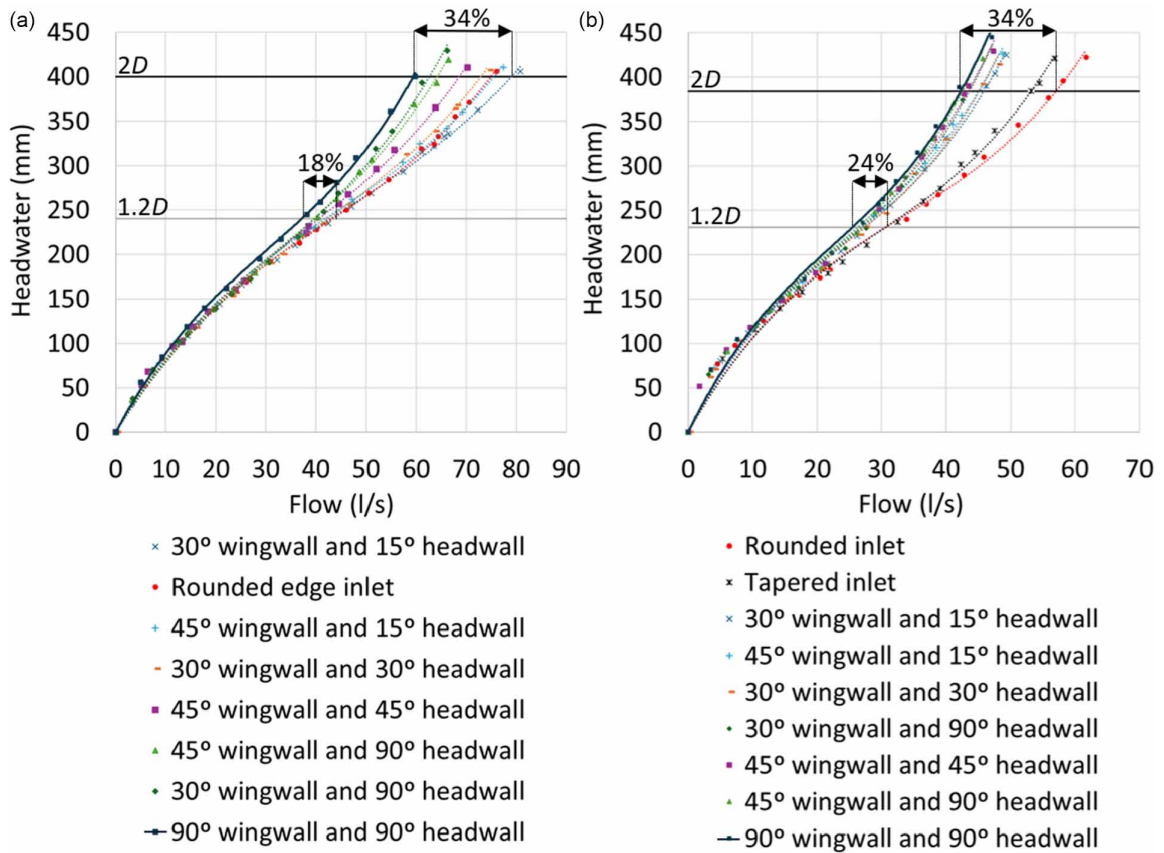 (a)
34%
450
2D
400
350
300
18%
250
1.2D
200
150
100
50
0
Headwater (mm)
0 10 20 30 40 50 60 70 80 90
Flow (l/s)
30º wingwall and 15º headwall
Rounded edge inlet
45º wingwall and 15º headwall
30º wingwall and 30º headwall
45º wingwall and 45º headwall
45º wingwall and 90º headwall
30º wingwall and 90º headwall
90º wingwall and 90º headwall
(b)
34%
450
400
2D
350
300
24%
250
1.2D
200
150
100
50
0
Headwater (mm)
0 10 20 30 40 50 60 70
Flow (l/s)
Rounded inlet
Tapered inlet
30º wingwall and 15º headwall
45º wingwall and 15º headwall
30º wingwall and 30º headwall
30º wingwall and 90º headwall
45º wingwall and 45º headwall
45º wingwall and 90º headwall
90º wingwall and 90º headwall